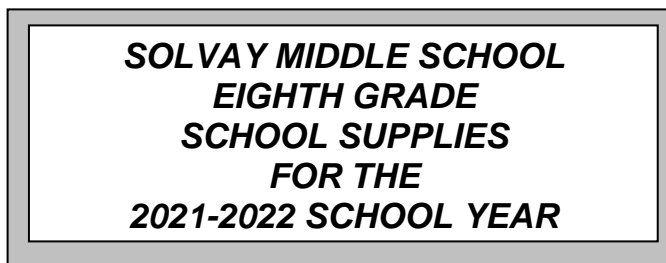 SOLVAY MIDDLE SCHOOL
EIGHTH GRADE
SCHOOL SUPPLIES
FOR THE
2021-2022 SCHOOL YEAR